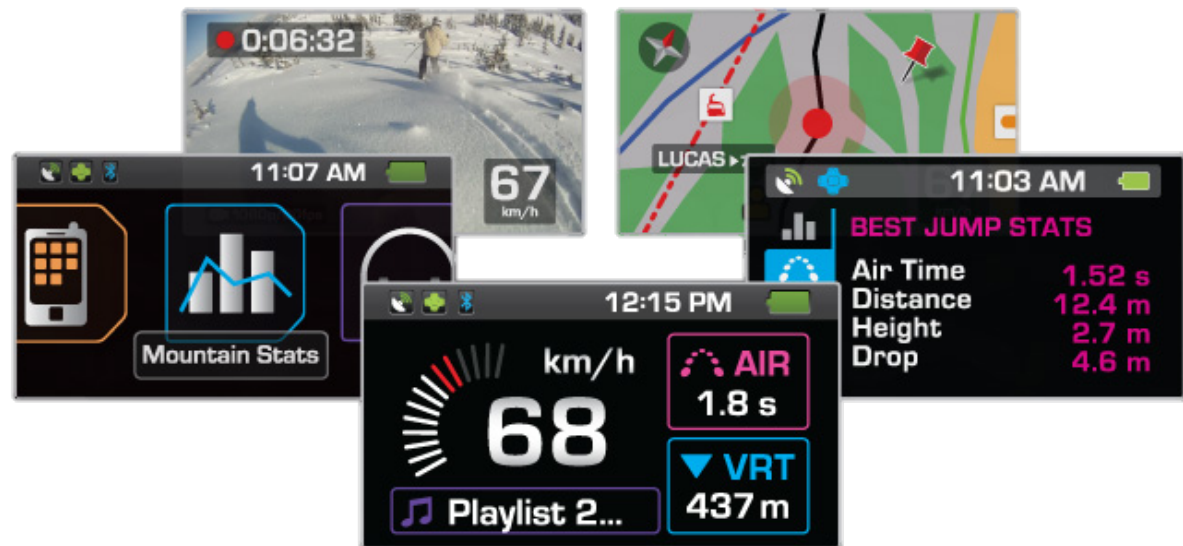 0:06:32
67
km/h
LUCAS
11:07 AM
Mountain Stats
11:03 AM
BEST JUMP STATS
Air Time 1.52 s
Distance 12.4 m
Height 2.7 m
Drop 4.6 m
12:15 PM
km/h
68
AIR
1.8 s
VRT
437 m
Playlist 2...